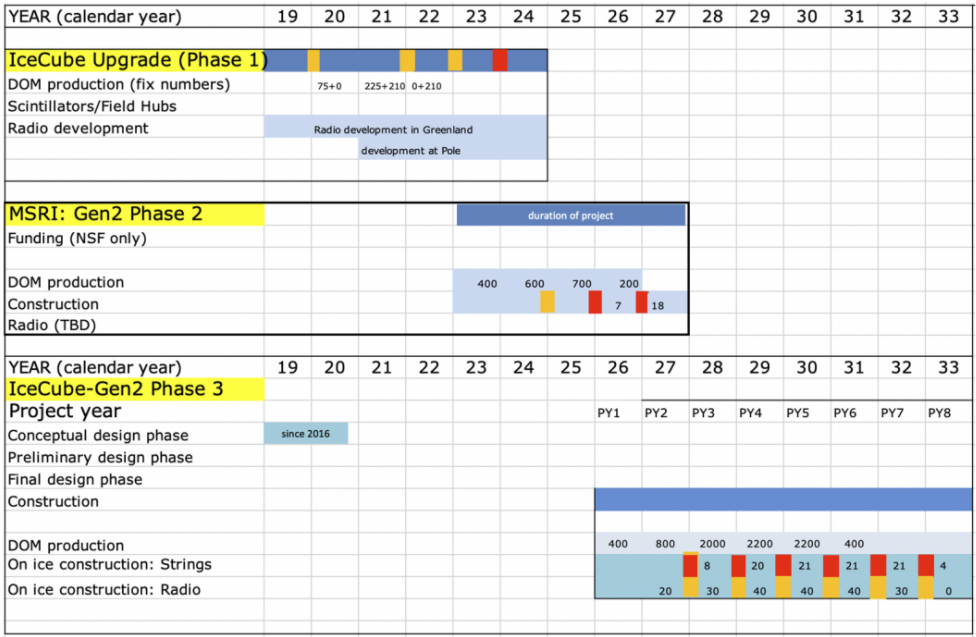 YEAR (calendar year) 19 20 21 22 23 24 25 26 27 28 29 30 31 32 33
IceCube Upgrade (Phase 1)
DOM production (fix numbers) 75+0 225+210 0+210
Scintillators/Field Hubs
Radio development Radio development in Greenland
development at Pole
MSRI: Gen2 Phase 2 duration of project
Funding (NSF only)
DOM production 400 600 700 200
Construction 7 18
Radio (TBD)
YEAR (calendar year) 19 20 21 22 23 24 25 26 27 28 29 30 31 32 33
IceCube-Gen2 Phase 3
Project year PY1 PY2 PY3 PY4 PY5 PY6 PY7 PY8
Conceptual design phase since 2016
Preliminary design phase
Final design phase
Construction
DOM production 400 800 2000 2200 2200 400
On ice construction: Strings 8 20 21 21 21 4
On ice construction: Radio 20 30 40 40 40 30 0